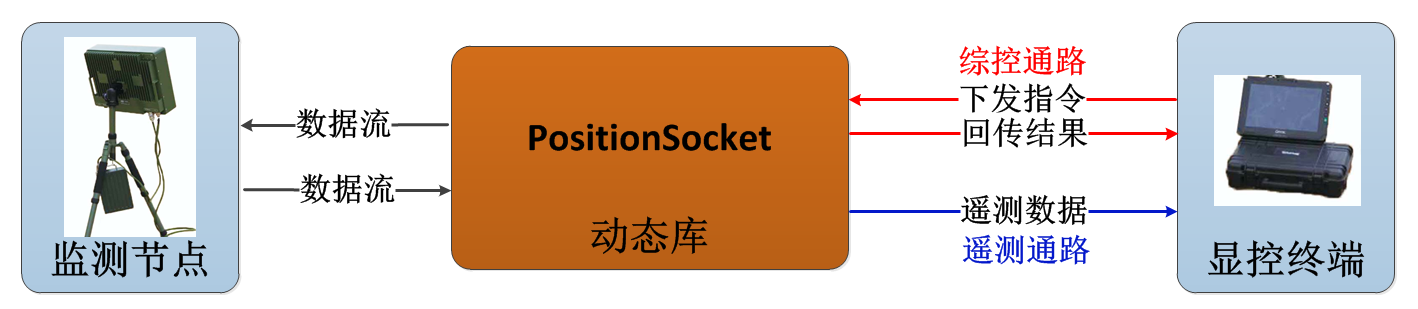 综控通路
下发指令
数据流
回传结果
PositionSocket
数据流
遥测数据
动态库
遥测通路
监测节点
显控终端